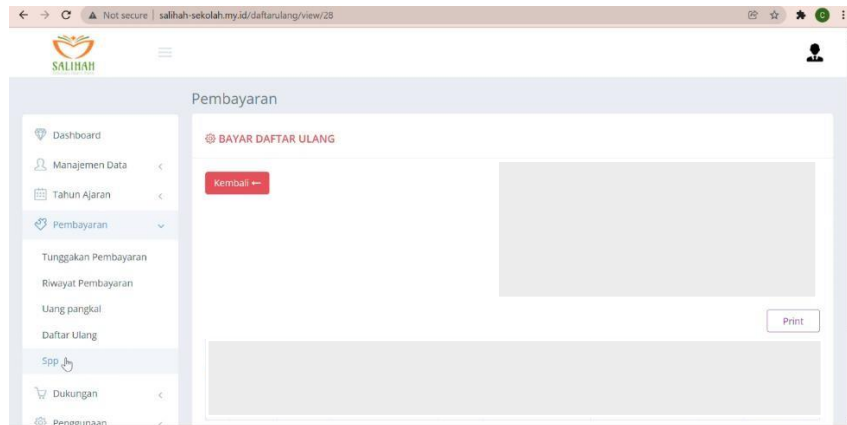 Not secure | salihah-sekolah.my.id/daftarulang/view/28
C
SALIHAH
Pembayaran
Dashboard
Manajemen Data
Tahun Ajaran
Pembayaran
Tunggakan Pembayaran
Riwayat Pembayaran
Uang pangkal
Daftar Ulang
Spp
Dukungan
Penggunaan
BAYAR DAFTAR ULANG
Kembali
Print